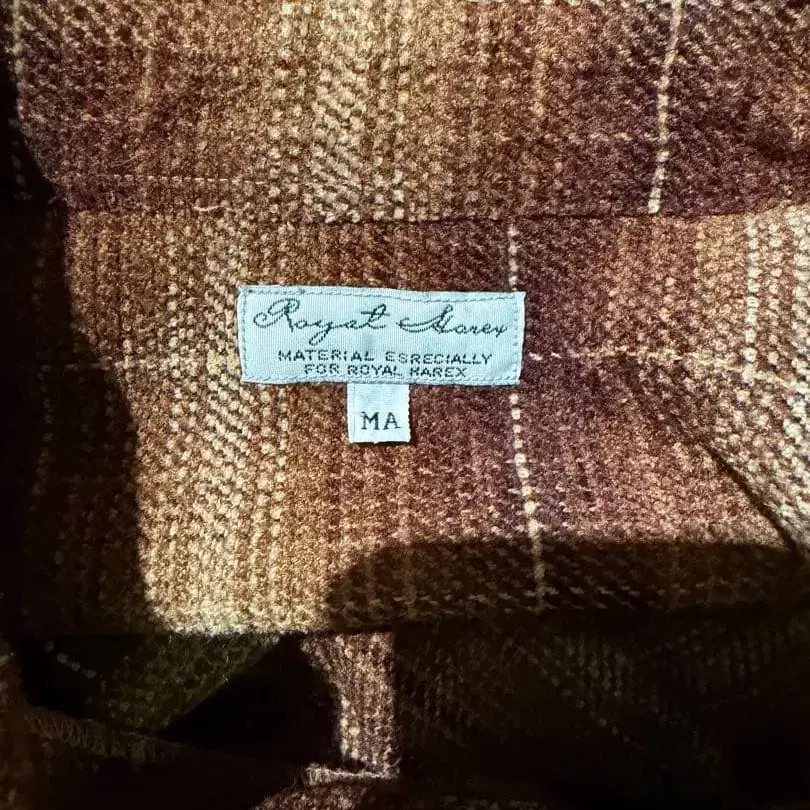 Royal Harex
MATERIAL ESRECIALLY
FOR ROYAL HAREX
MA